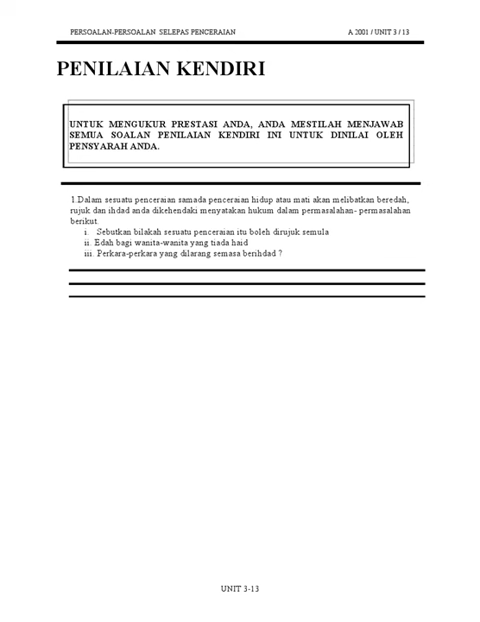 PERSOALAN-PERSOALAN SELEPAS PENCERAIAN A 2001 / UNIT 3 / 13
PENILAIAN KENDIRI
UNTUK MENGUKUR PRESTASI ANDA, ANDA MESTILAH MENJAWAB
SEMUA SOALAN PENILAIAN KENDIRI INI UNTUK DINILAI OLEH
PENSYARAH ANDA.
1.Dalam sesuatu penceraian samada penceraian hidup atau mati akan melibatkan beredah,
rujuk dan ihdad anda dikehendaki menyatakan hukum dalam permasalahan- permasalahan
berikut.
i. Sebutkan bilakah sesuatu penceraian itu boleh dirujuk semula
ii. Edah bagi wanita-wanita yang tiada haid
iii. Perkara-perkara yang dilarang semasa berihdad ?
UNIT 3-13